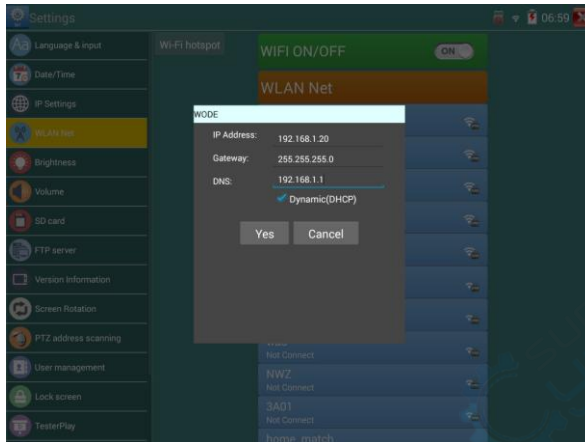 Settings
06:59
Language & input
Date/Time
IP Settings
WLAN Net
Brightness
Volume
SD card
FTP server
Version Information
Screen Rotation
PTZ address scanning
User management
Lock screen
TesterPlay
Wi-Fi hotspot
WIFI ON/OFF
ON
WLAN Net
WODE
IP Address: 192.168.1.20
Gateway: 255.255.255.0
DNS: 192.168.1.1
Dynamic(DHCP)
Yes Cancel
Not Connect
NWZ
Not Connect
3A01
Not Connect
home_match